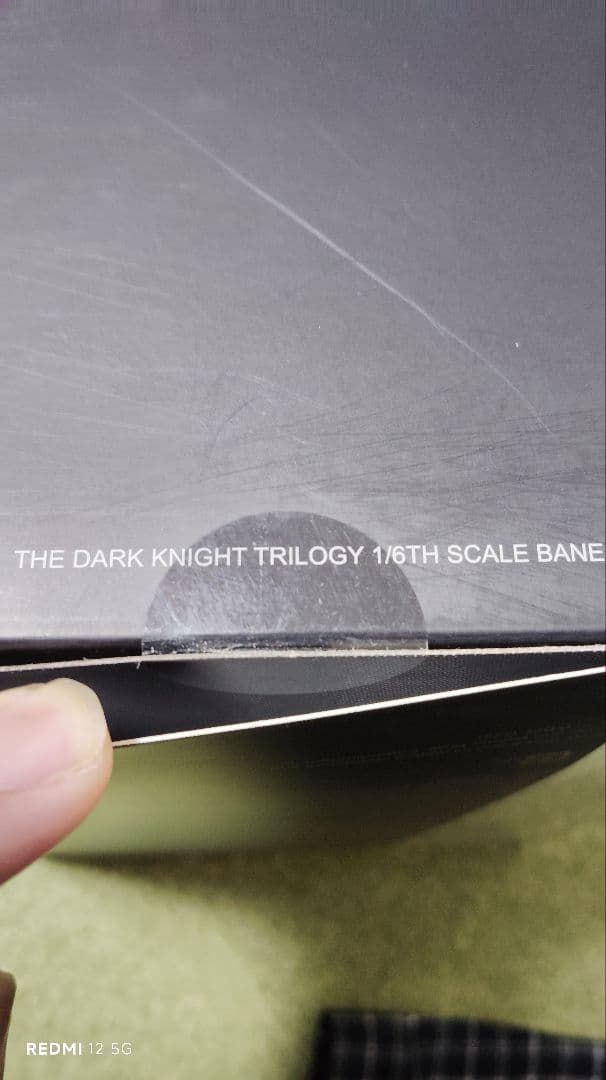 THE DARK KNIGHT TRILOGY 1/6TH SCALE BANE
REDMI 12 5G